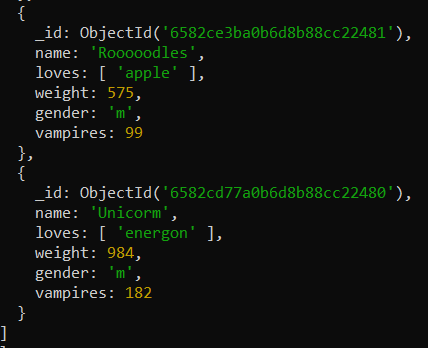 {
_id: ObjectId('6582ce3ba0b6d8b88cc22481'),
name: 'Rooooodles',
loves: [ 'apple' ],
weight: 575,
gender: 'm',
vampires: 99
},
{
_id: ObjectId('6582cd77a0b6d8b88cc22480'),
name: 'Unicorm',
loves: [ 'energon' ],
weight: 984,
gender: 'm',
vampires: 182
}
]